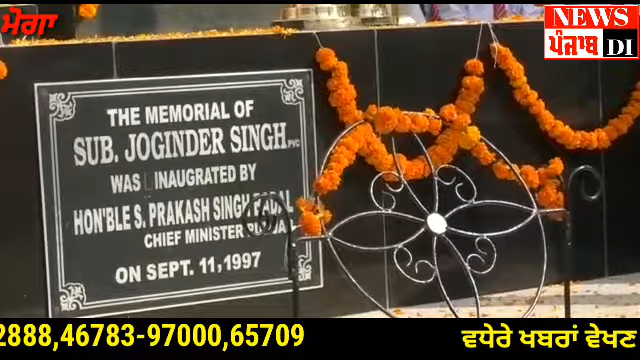 ਮੋਗਾ
NEWS
ਪੰਜਾਬ DI
THE MEMORIAL OF
SUB. JOGINDER SINGH PVC
WAS INAUGRATED BY
HON'BLE S. PRAKASH SINGH BADAL
CHIEF MINISTER
ON SEPT. 11, 1997
2888,46783-97000,65709
ਵਧੇਰੇ ਖਬਰਾਂ ਵੇਖਣ